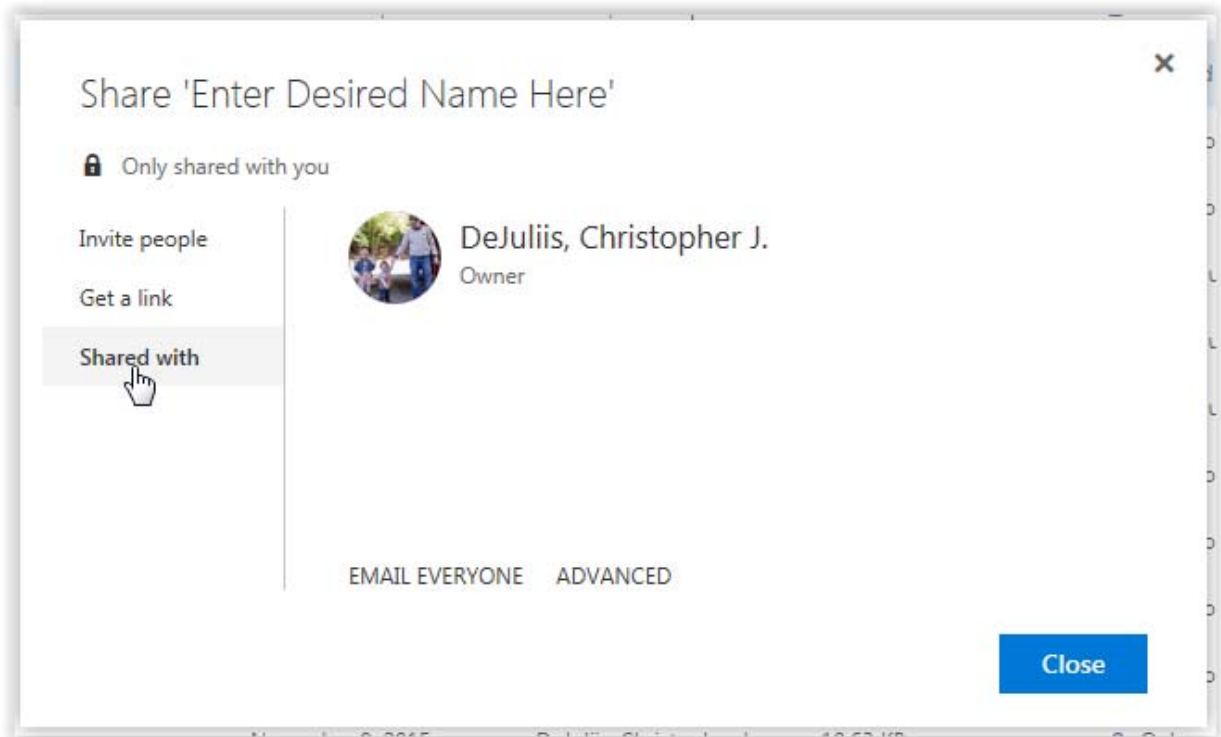 Share 'Enter Desired Name Here'
Only shared with you
Invite people
Get a link
Shared with
DeJuliis, Christopher J.
Owner
EMAIL EVERYONE ADVANCED
Close